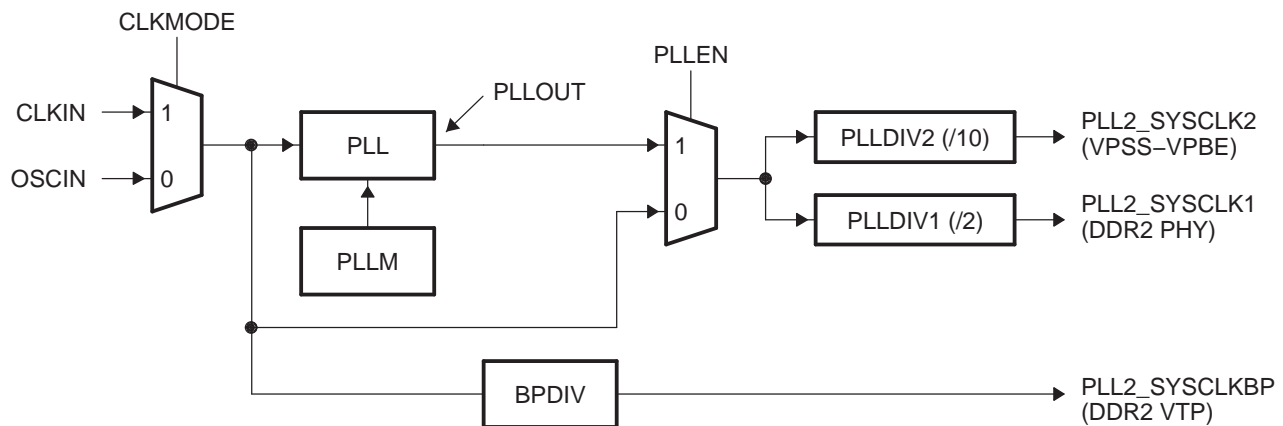 CLKMODE
CLKIN
OSCIN
1
0
PLL
PLLOUT
PLLM
PLLEN
1
0
PLLDIV2 (/10)
PLL2_SYSCLK2
(VPSS–VPBE)
PLLDIV1 (/2)
PLL2_SYSCLK1
(DDR2 PHY)
BPDIV
PLL2_SYSCLKBP
(DDR2 VTP)